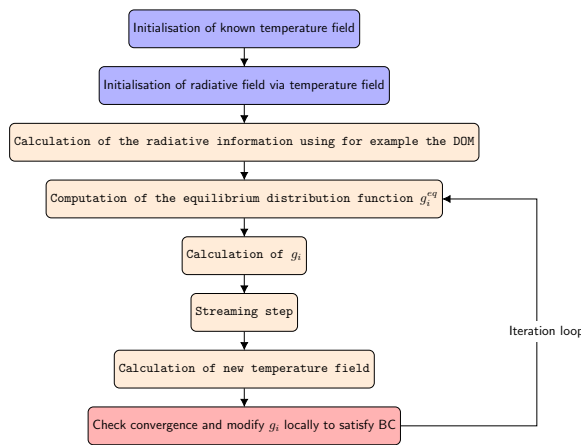 Initialisation of known temperature field
Initialisation of radiative field via temperature field
Calculation of the radiative information using for example the DOM
Computation of the equilibrium distribution function $g_i^{eq}$
Calculation of $g_i$
Streaming step
Iteration loop
Calculation of new temperature field
Check convergence and modify $g_i$ locally to satisfy BC